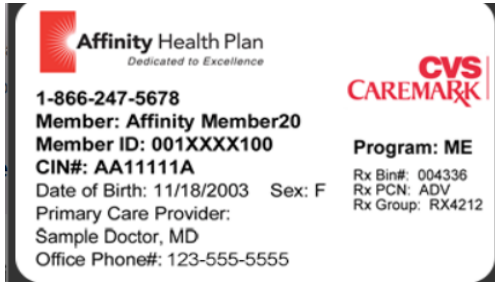 Affinity Health Plan
Dedicated to Excellence
1-866-247-5678
Member: Affinity Member20
Member ID: 001XXXX100
CIN#: AA11111A
Date of Birth: 11/18/2003 Sex: F
Primary Care Provider:
Sample Doctor, MD
Office Phone#: 123-555-5555
CVS
CAREMARK
Program: ME
Rx Bin#: 004336
Rx PCN: ADV
Rx Group: RX4212